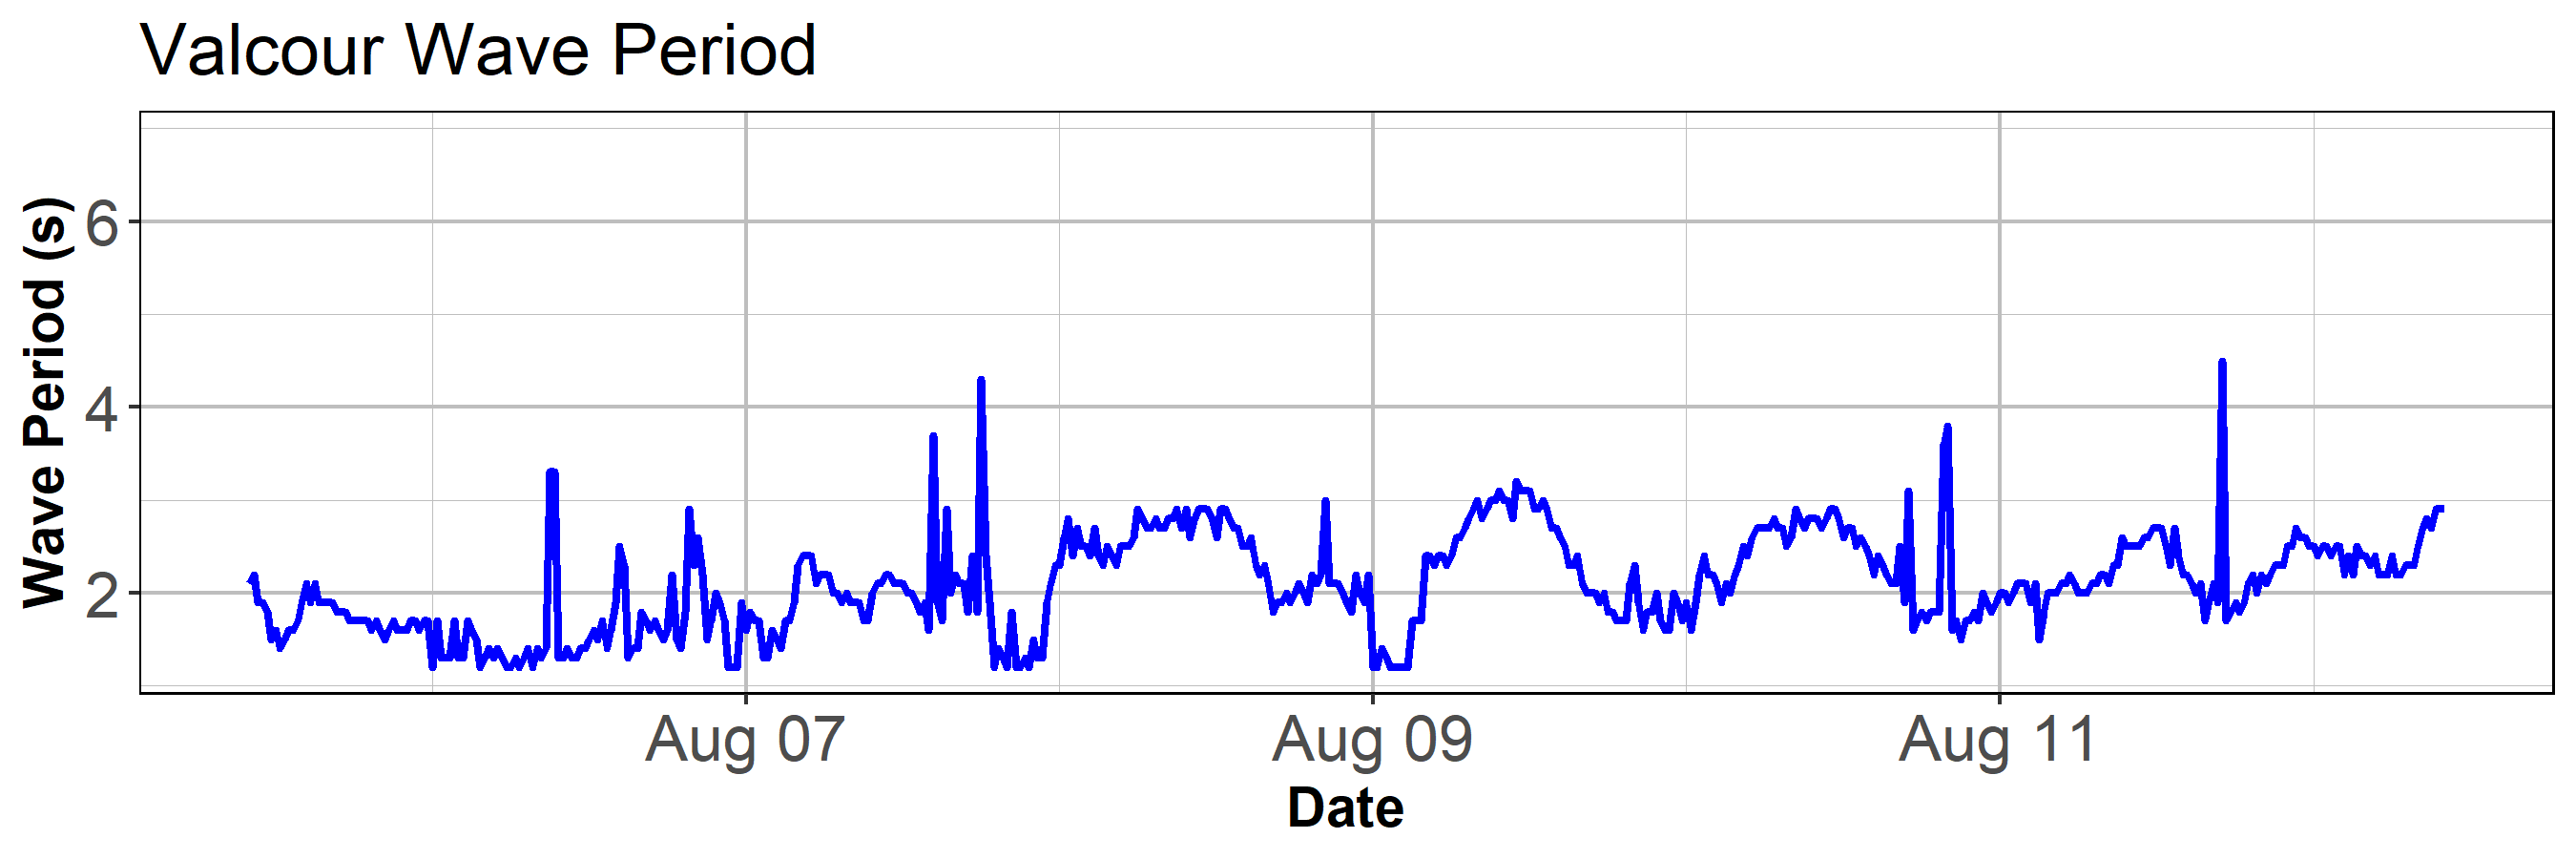 Valcour Wave Period
Wave Period (s)
6
4
2
Aug 07
Aug 09
Aug 11
Date